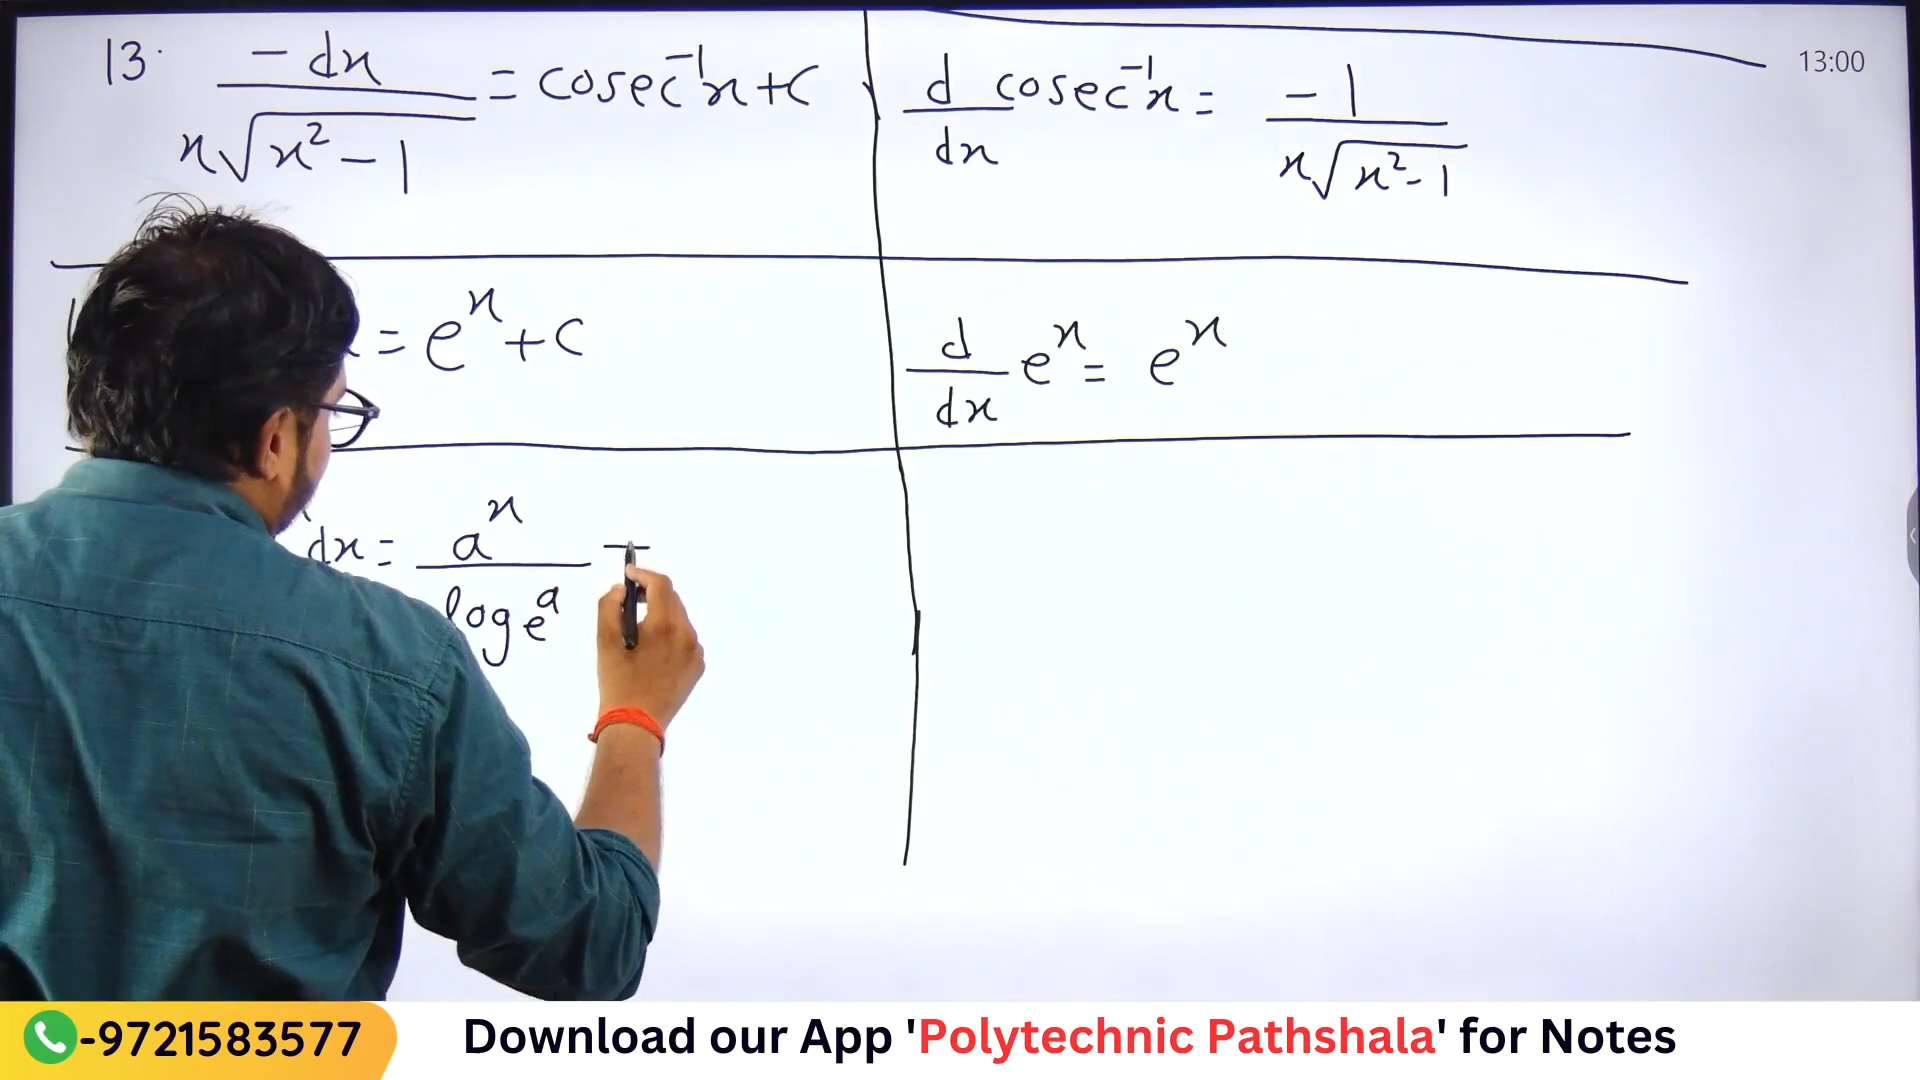 13. -dx / x√(x²-1) = cosec⁻¹x+c
d/dx cosec⁻¹x = -1 / x√(x²-1)
13:00
= eˣ+c
d/dx eˣ = eˣ
dx = aˣ / logₑa
-9721583577
Download our App 'Polytechnic Pathshala' for Notes